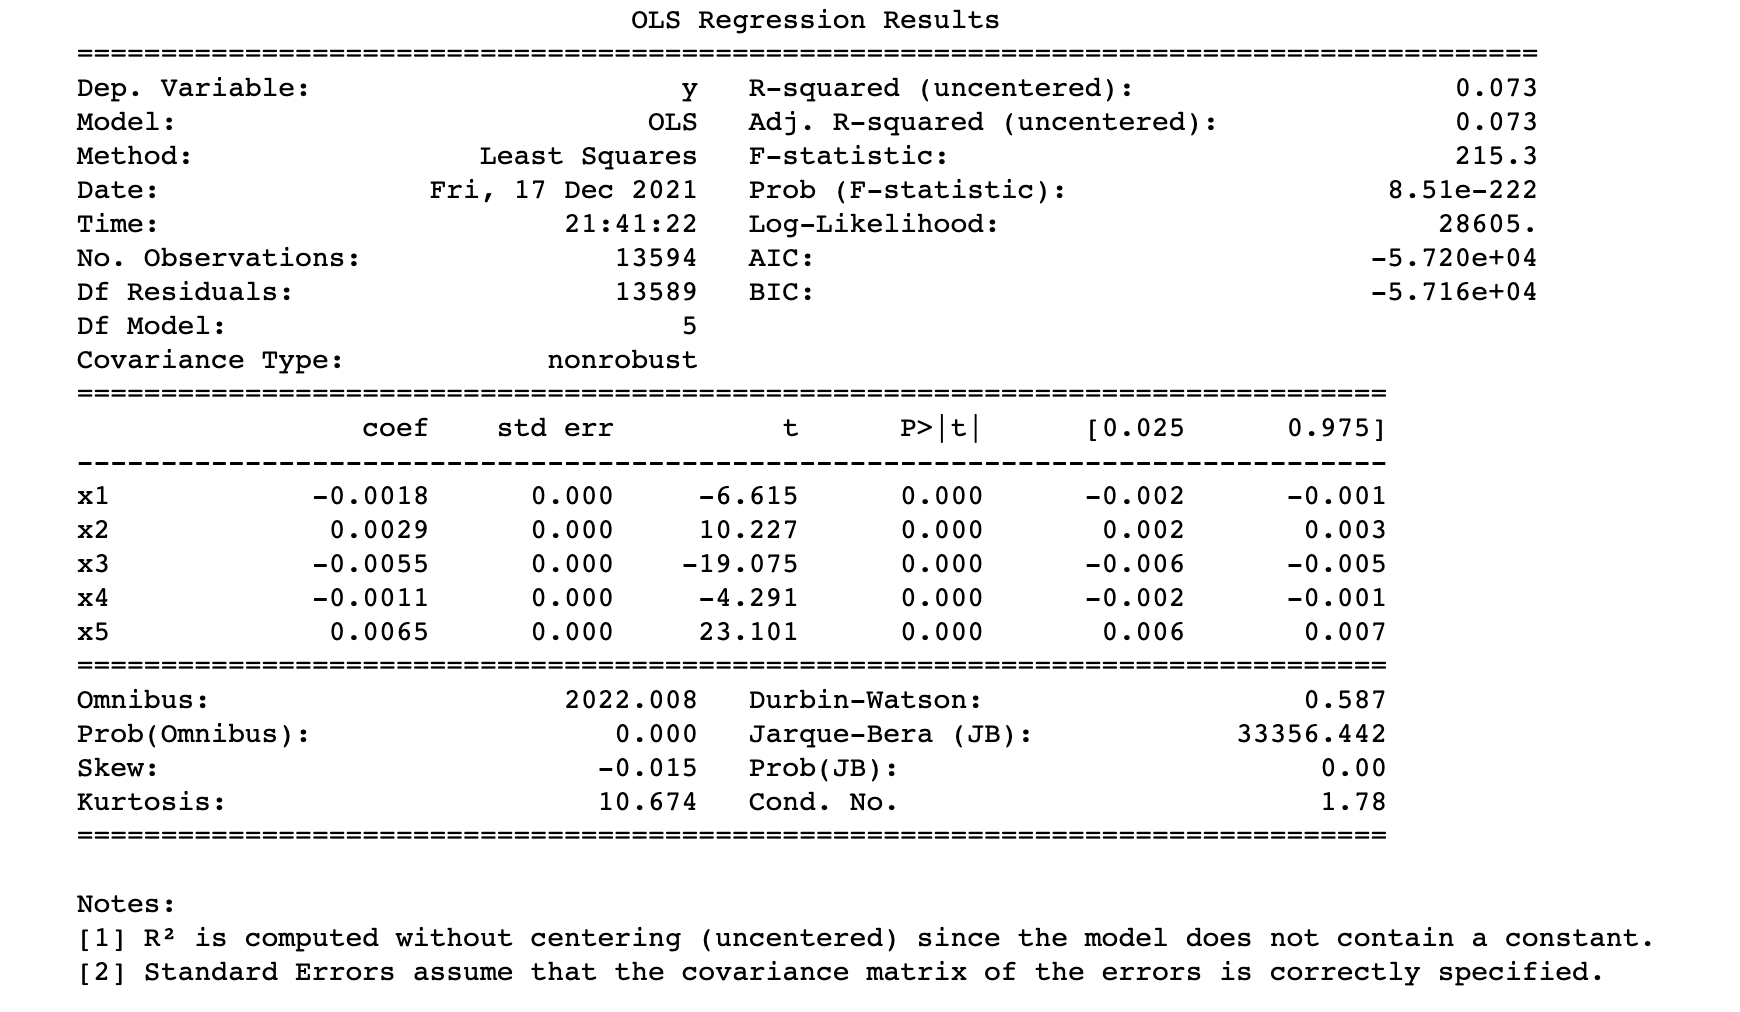 OLS Regression Results
==============================================================================
Dep. Variable: y R-squared (uncentered): 0.073
Model: OLS Adj. R-squared (uncentered): 0.073
Method: Least Squares F-statistic: 215.3
Date: Fri, 17 Dec 2021 Prob (F-statistic): 8.51e-222
Time: 21:41:22 Log-Likelihood: 28605.
No. Observations: 13594 AIC: -5.720e+04
Df Residuals: 13589 BIC: -5.716e+04
Df Model: 5
Covariance Type: nonrobust
==============================================================================
coef std err t P>|t| [0.025 0.975]
------------------------------------------------------------------------------
x1 -0.0018 0.000 -6.615 0.000 -0.002 -0.001
x2 0.0029 0.000 10.227 0.000 0.002 0.003
x3 -0.0055 0.000 -19.075 0.000 -0.006 -0.005
x4 -0.0011 0.000 -4.291 0.000 -0.002 -0.001
x5 0.0065 0.000 23.101 0.000 0.006 0.007
==============================================================================
Omnibus: 2022.008 Durbin-Watson: 0.587
Prob(Omnibus): 0.000 Jarque-Bera (JB): 33356.442
Skew: -0.015 Prob(JB): 0.00
Kurtosis: 10.674 Cond. No. 1.78
==============================================================================
Notes:
[1] R² is computed without centering (uncentered) since the model does not contain a constant.
[2] Standard Errors assume that the covariance matrix of the errors is correctly specified.